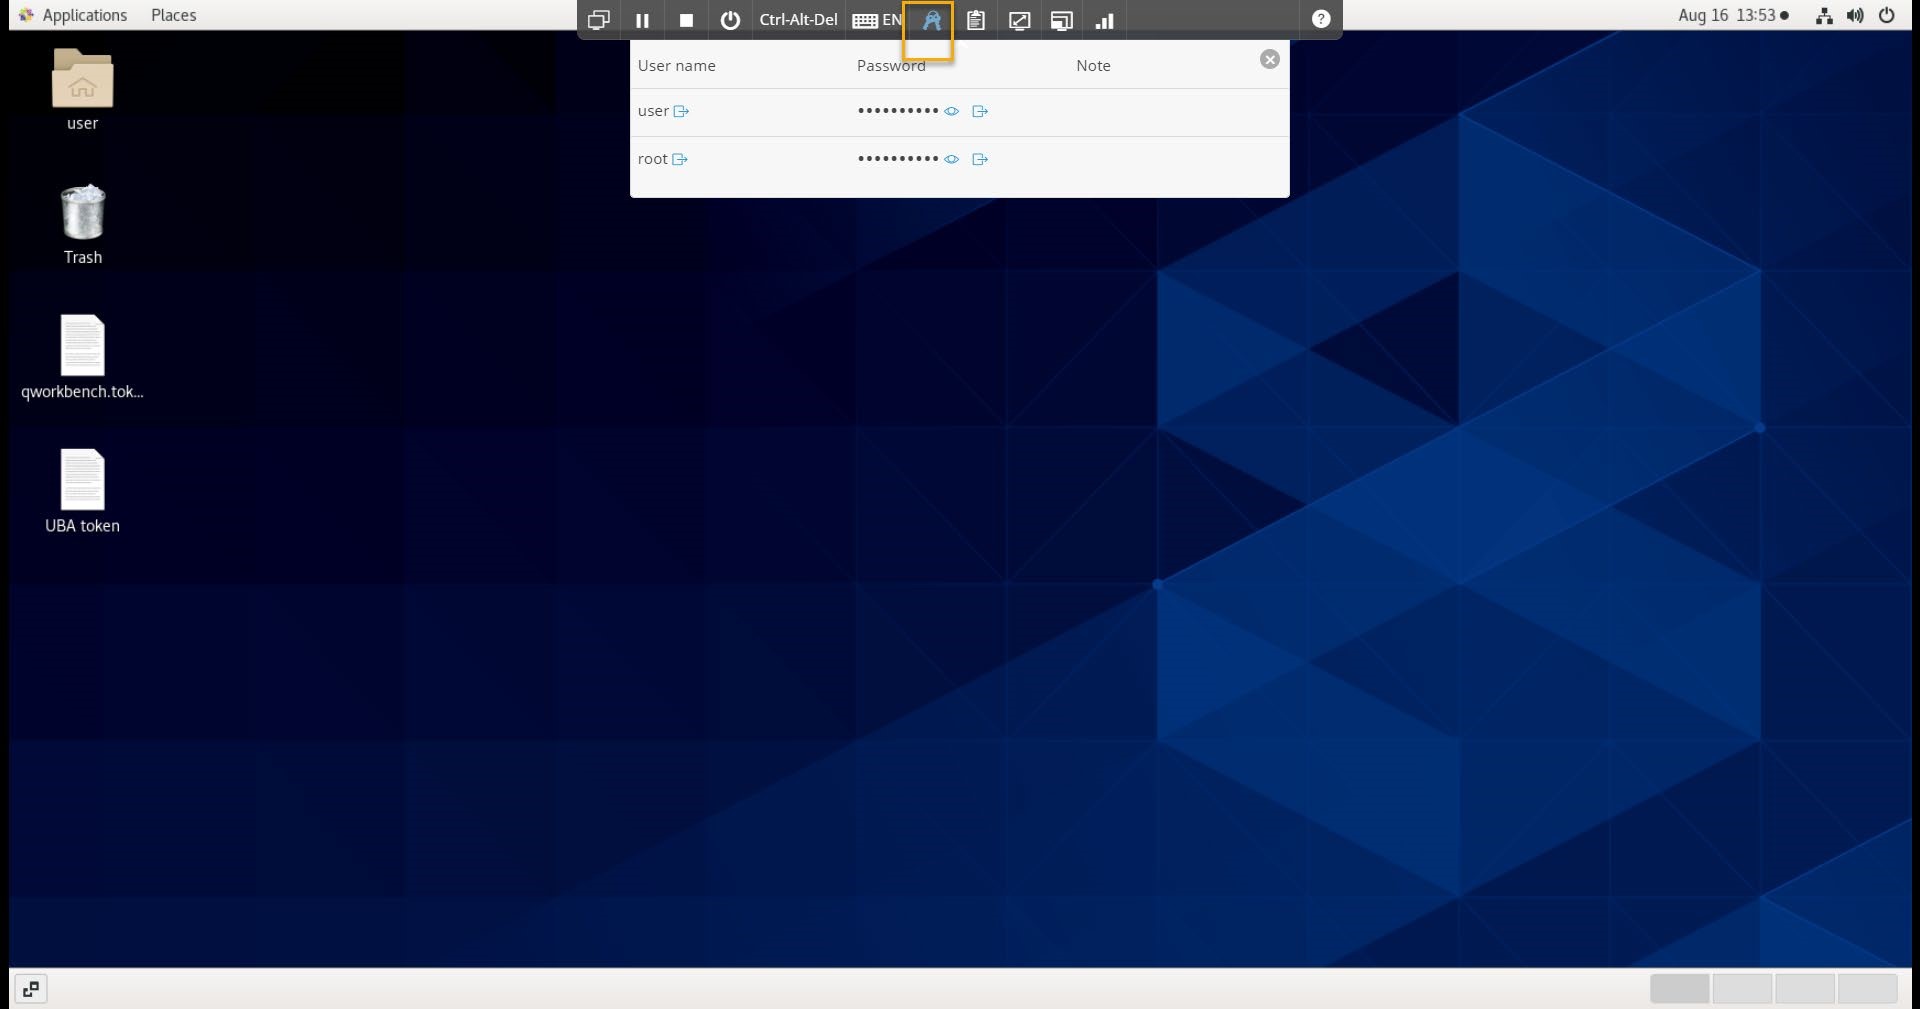 Applications Places
Ctrl-Alt-Del EN ?
Aug 16 13:53
User name Password Note
user ••••••••••
root ••••••••••
user
Trash
qworkbench.tok...
UBA token